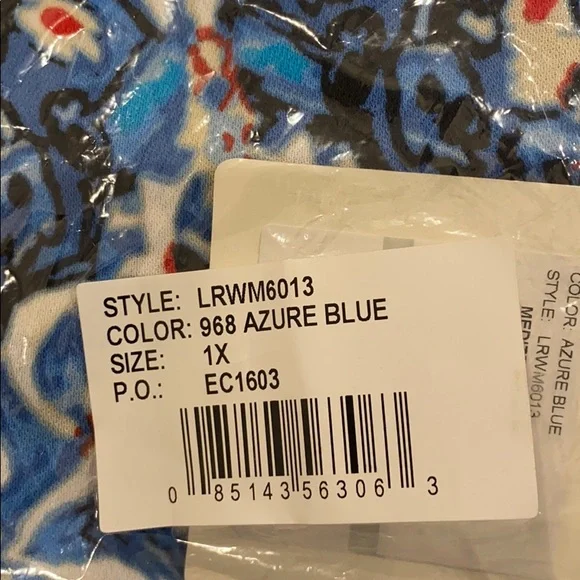 STYLE: LRWM6013
COLOR: 968 AZURE BLUE
SIZE: 1X
P.O.: EC1603
0 85143 56306 3
COLOR: AZURE BLUE
STYLE: LRWM6013